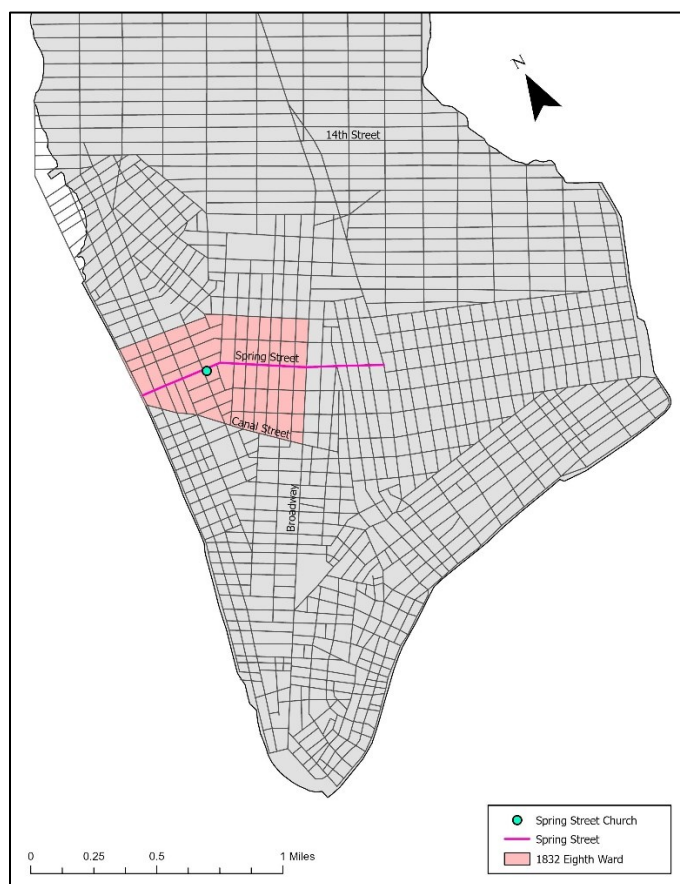 N
14th Street
Spring Street
Canal Street
Broadway
Spring Street Church
Spring Street
1832 Eighth Ward
0 0.25 0.5 1 Miles